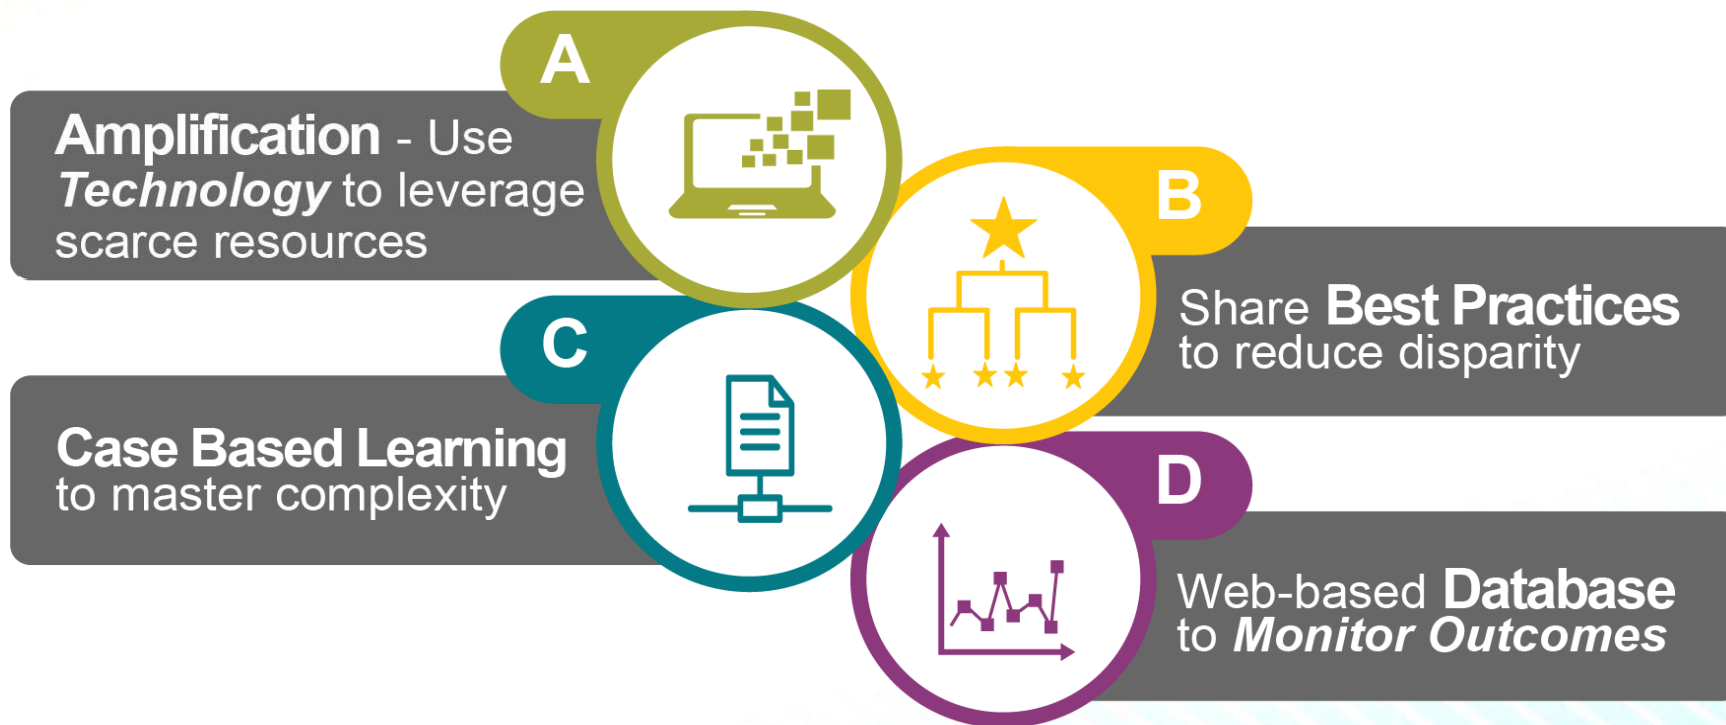 A
Amplification - Use
Technology to leverage
scarce resources
B
Share Best Practices
to reduce disparity
C
Case Based Learning
to master complexity
D
Web-based Database
to Monitor Outcomes